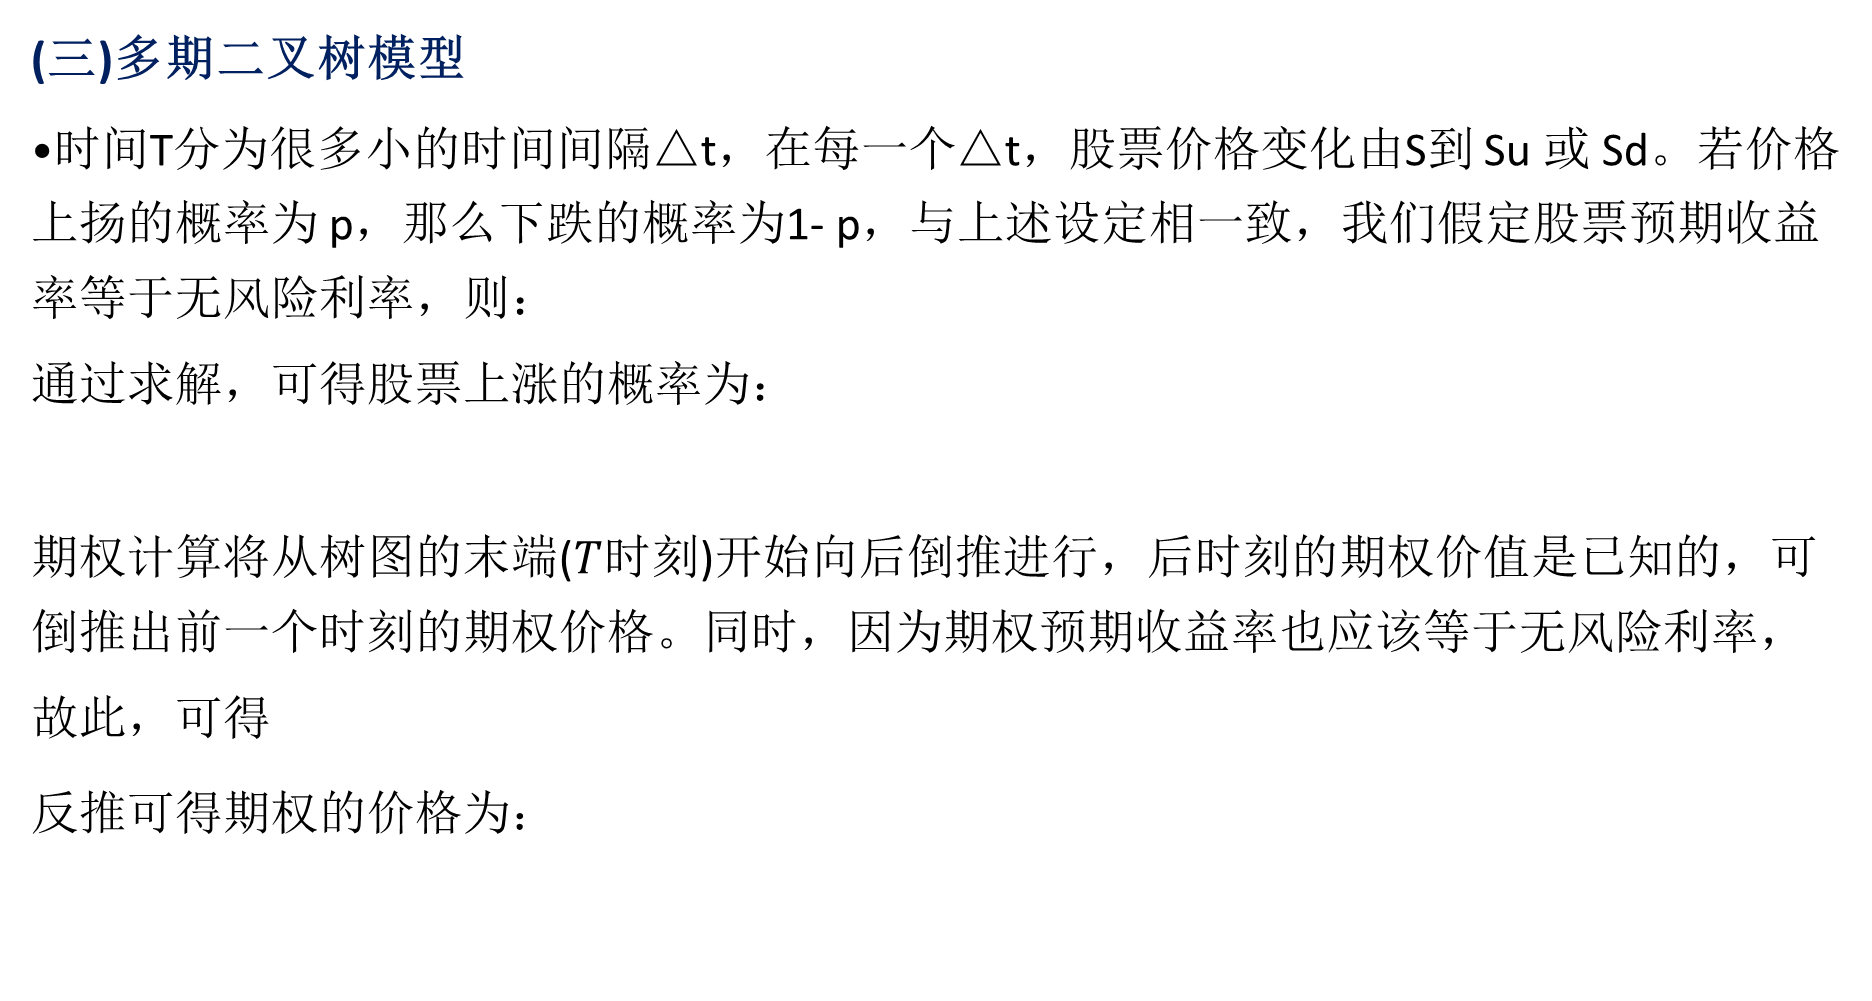 (三)多期二叉树模型
•时间T分为很多小的时间间隔△t，在每一个△t，股票价格变化由S到 Su 或 Sd。若价格
上扬的概率为 p，那么下跌的概率为1- p，与上述设定相一致，我们假定股票预期收益
率等于无风险利率，则：
通过求解，可得股票上涨的概率为：
期权计算将从树图的末端(T时刻)开始向后倒推进行，后时刻的期权价值是已知的，可
倒推出前一个时刻的期权价格。同时，因为期权预期收益率也应该等于无风险利率，
故此，可得
反推可得期权的价格为：